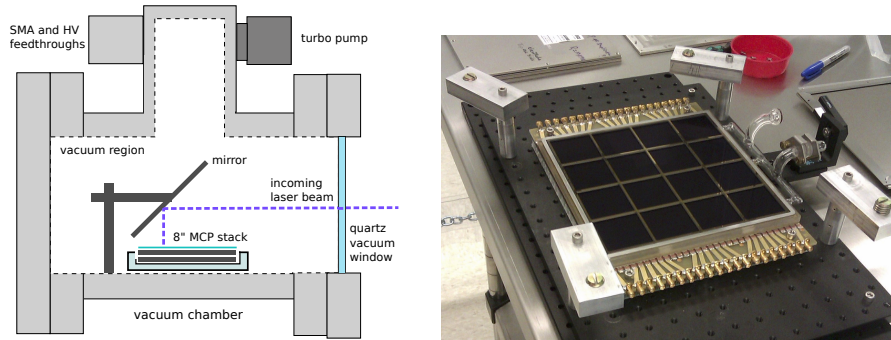 SMA and HV
feedthroughs
turbo pump
vacuum region
mirror
incoming
laser beam
8" MCP stack
quartz
vacuum
window
vacuum chamber